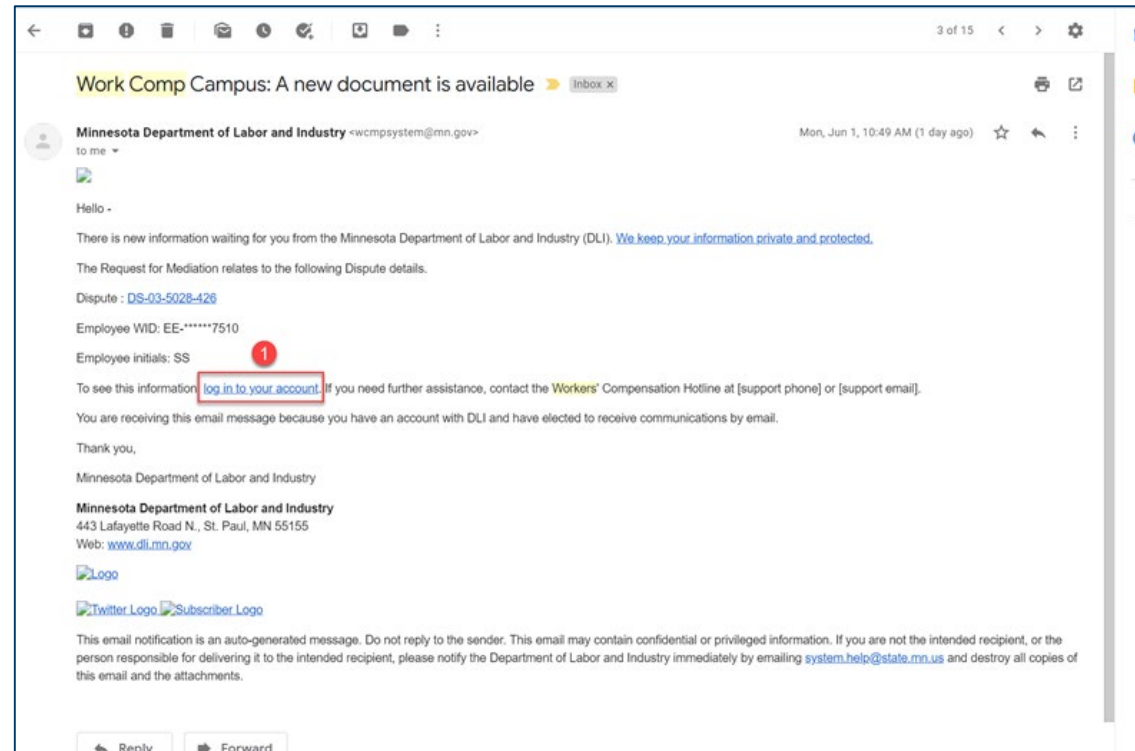 3 of 15
Work Comp Campus: A new document is available Inbox x
Minnesota Department of Labor and Industry <wcmpsystem@mn.gov> Mon, Jun 1, 10:49 AM (1 day ago)
to me
Hello -
There is new information waiting for you from the Minnesota Department of Labor and Industry (DLI). We keep your information private and protected.
The Request for Mediation relates to the following Dispute details.
Dispute : DS-03-5028-426
Employee WID: EE-******7510
Employee initials: SS
1
To see this information, log in to your account. If you need further assistance, contact the Workers' Compensation Hotline at [support phone] or [support email].
You are receiving this email message because you have an account with DLI and have elected to receive communications by email.
Thank you,
Minnesota Department of Labor and Industry
Minnesota Department of Labor and Industry
443 Lafayette Road N., St. Paul, MN 55155
Web: www.dli.mn.gov
Logo
Twitter Logo Subscriber Logo
This email notification is an auto-generated message. Do not reply to the sender. This email may contain confidential or privileged information. If you are not the intended recipient, or the
person responsible for delivering it to the intended recipient, please notify the Department of Labor and Industry immediately by emailing system.help@state.mn.us and destroy all copies of
this email and the attachments.
Reply Forward